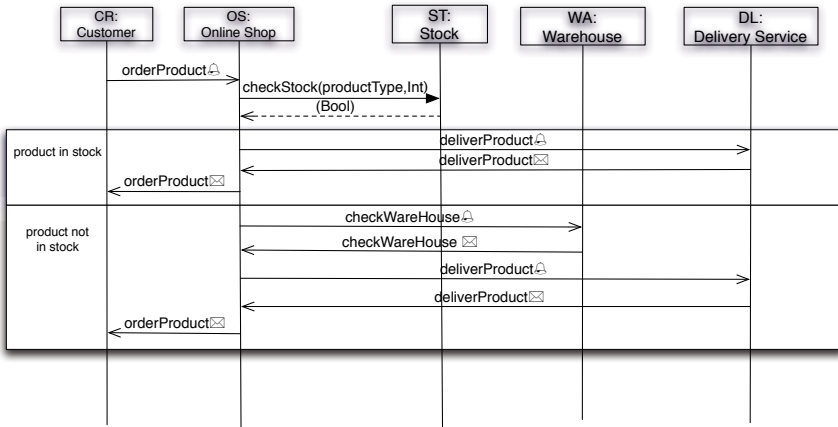 CR:
Customer
OS:
Online Shop
ST:
Stock
WA:
Warehouse
DL:
Delivery Service
orderProduct🔔
checkStock(productType,Int)
(Bool)
product in stock
deliverProduct🔔
deliverProduct✉
orderProduct✉
product not
in stock
checkWareHouse🔔
checkWareHouse ✉
deliverProduct🔔
deliverProduct✉
orderProduct✉